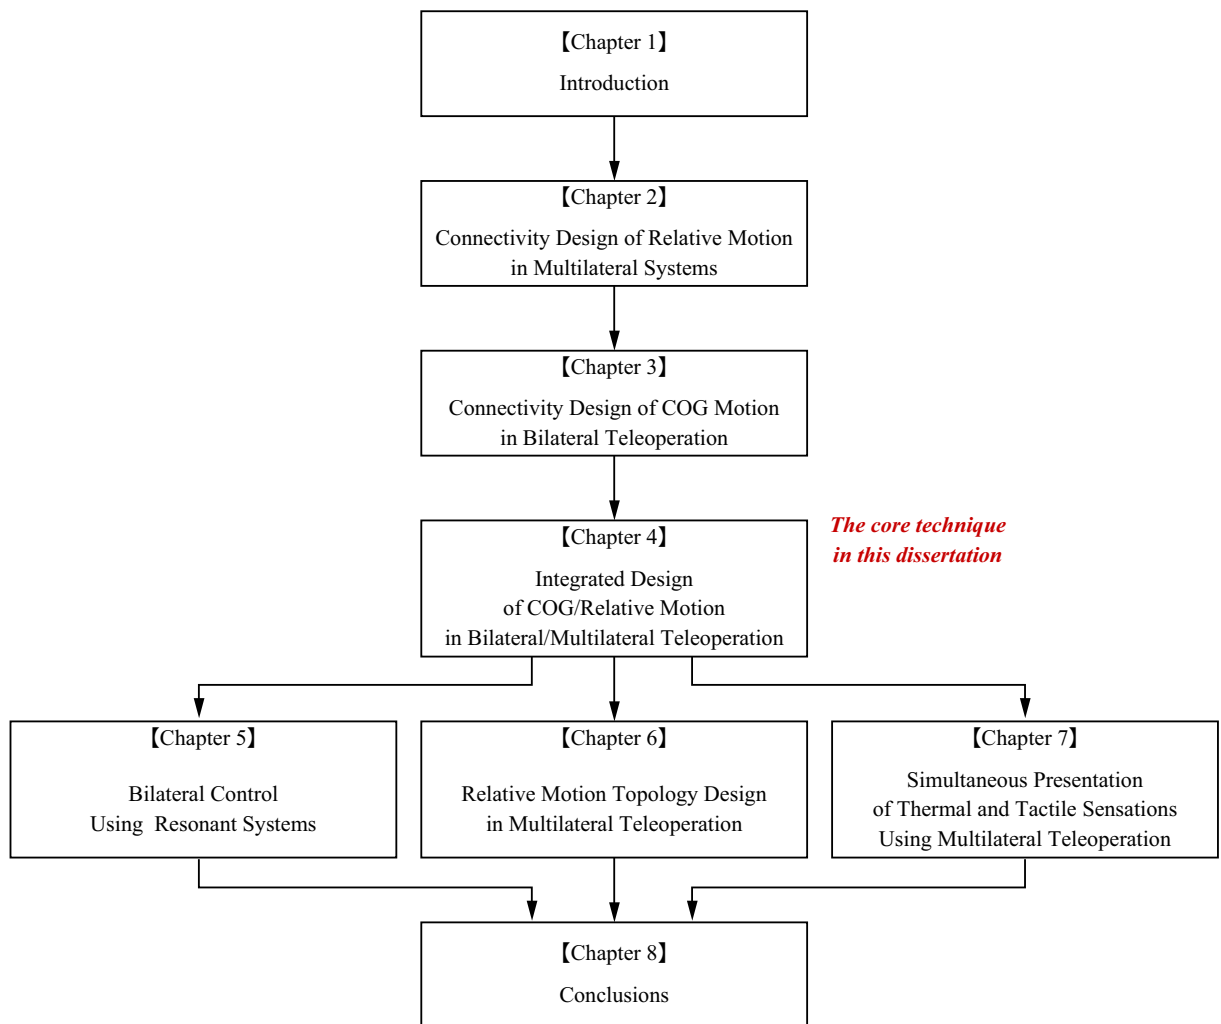 【Chapter 1】
Introduction
【Chapter 2】
Connectivity Design of Relative Motion
in Multilateral Systems
【Chapter 3】
Connectivity Design of COG Motion
in Bilateral Teleoperation
【Chapter 4】
Integrated Design
of COG/Relative Motion
in Bilateral/Multilateral Teleoperation
The core technique
in this dissertation
【Chapter 5】
Bilateral Control
Using Resonant Systems
【Chapter 6】
Relative Motion Topology Design
in Multilateral Teleoperation
【Chapter 7】
Simultaneous Presentation
of Thermal and Tactile Sensations
Using Multilateral Teleoperation
【Chapter 8】
Conclusions